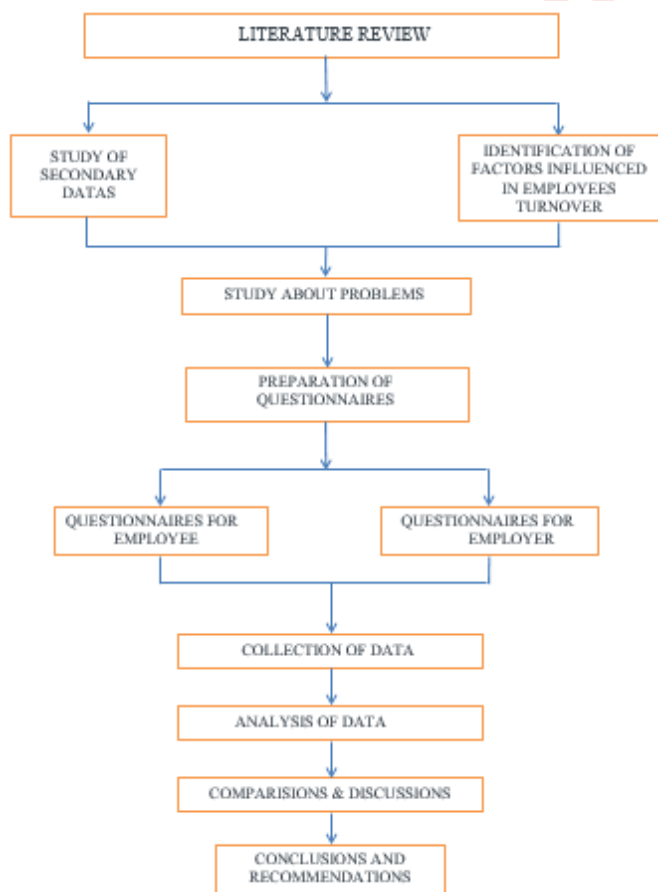 LITERATURE REVIEW
STUDY OF
SECONDARY
DATAS
IDENTIFICATION OF
FACTORS INFLUENCED
IN EMPLOYEES
TURNOVER
STUDY ABOUT PROBLEMS
PREPARATION OF
QUESTIONNAIRES
QUESTIONNAIRES FOR
EMPLOYEE
QUESTIONNAIRES FOR
EMPLOYER
COLLECTION OF DATA
ANALYSIS OF DATA
COMPARISIONS & DISCUSSIONS
CONCLUSIONS AND
RECOMMENDATIONS